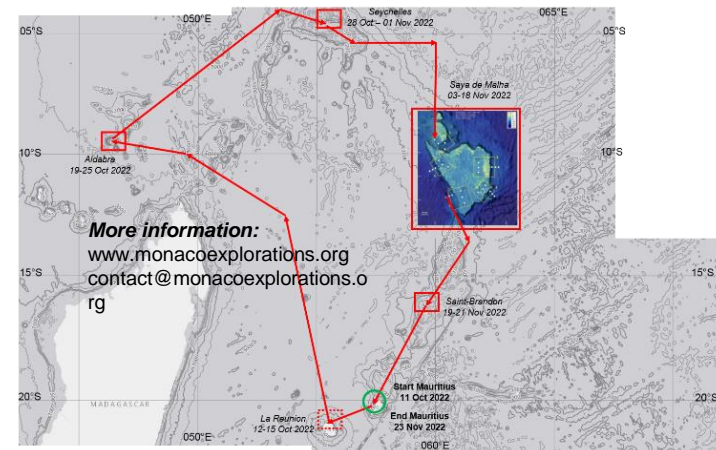 050°E
Seychelles
28 Oct – 01 Nov 2022
065°E
05°S
05°S
Saya de Malha
03-18 Nov 2022
Aldabra
19-25 Oct 2022
10°S
10°S
More information:
www.monacoexplorations.org
contact@monacoexplorations.o
rg
15°S
15°S
Saint-Brandon
19-21 Nov 2022
Start Mauritius
11 Oct 2022
20°S
20°S
MADAGASCAR
End Mauritius
23 Nov 2022
La Reunion,
12-15 Oct 2022
050°E
060°E